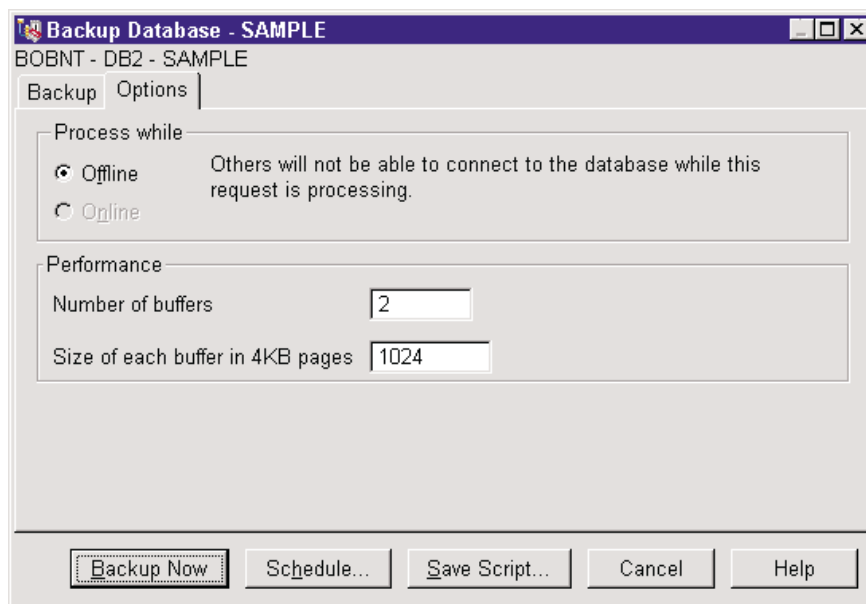 Backup Database - SAMPLE
BOBNT - DB2 - SAMPLE
Backup Options
Process while
Offline Others will not be able to connect to the database while this
Online request is processing.
Performance
Number of buffers 2
Size of each buffer in 4KB pages 1024
Backup Now Schedule... Save Script... Cancel Help